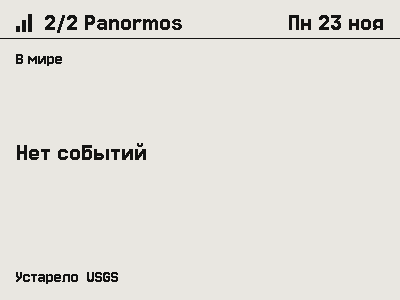 2/2 Panormos Пн 23 ноя
В мире
Нет событий
Устарело USGS